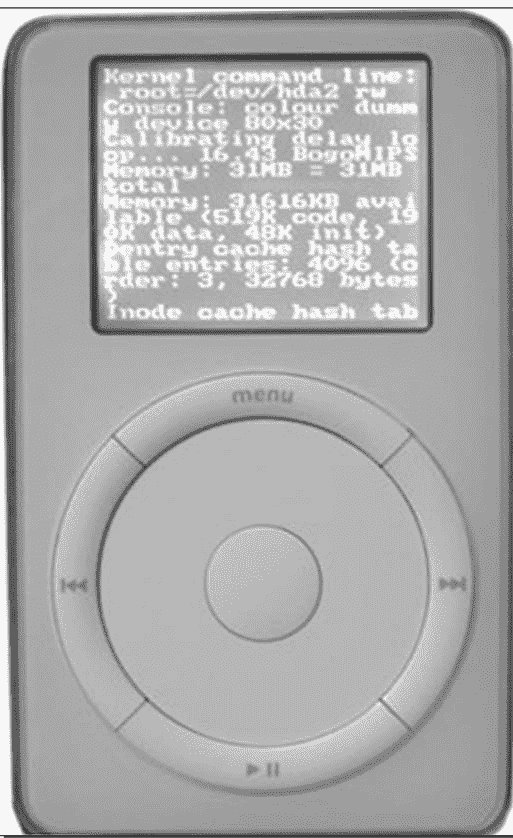 Kernel command line:
root=/dev/hda2 rw
Console: colour dumm
y device 80x30
Calibrating delay lo
op... 16.43 BogoMIPS
Memory: 31MB = 31MB
total
Memory: 31616KB avai
lable (519K code, 19
0K data, 48K init)
Dentry cache hash ta
ble entries: 4096 (o
rder: 3, 32768 bytes
)
Inode cache hash tab
menu